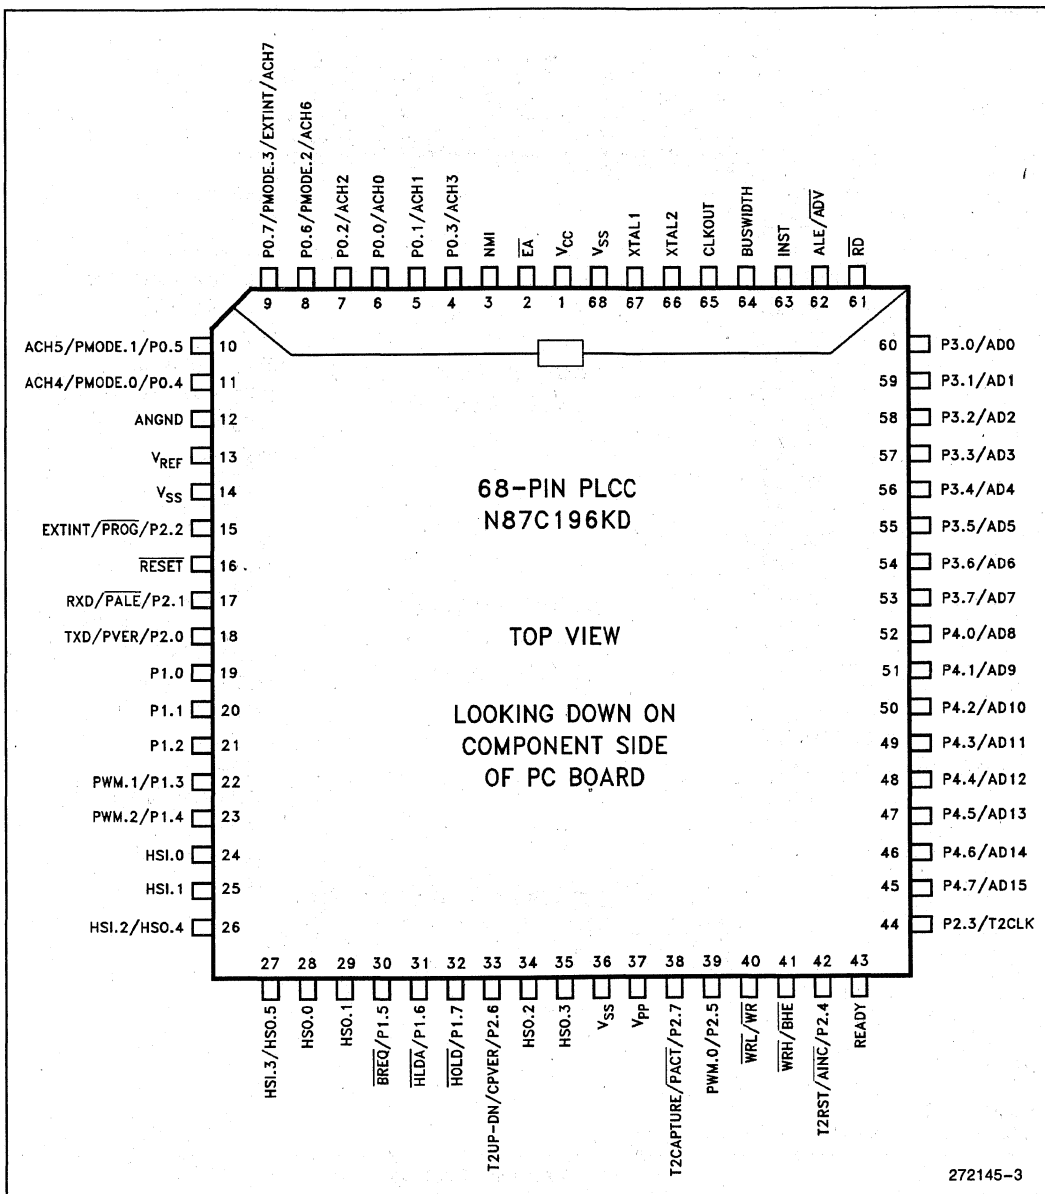 P0.7/PMODE.3/EXTINT/ACH7
P0.6/PMODE.2/ACH6
P0.2/ACH2
P0.0/ACH0
P0.1/ACH1
P0.3/ACH3
NMI
EA
VCC
VSS
XTAL1
XTAL2
CLKOUT
BUSWIDTH
INST
ALE/ADV
RD
9 8 7 6 5 4 3 2 1 68 67 66 65 64 63 62 61
ACH5/PMODE.1/P0.5 10
ACH4/PMODE.0/P0.4 11
ANGND 12
VREF 13
VSS 14
EXTINT/PROG/P2.2 15
RESET 16
RXD/PALE/P2.1 17
TXD/PVER/P2.0 18
P1.0 19
P1.1 20
P1.2 21
PWM.1/P1.3 22
PWM.2/P1.4 23
HSI.0 24
HSI.1 25
HSI.2/HSO.4 26
68-PIN PLCC
N87C196KD
TOP VIEW
LOOKING DOWN ON
COMPONENT SIDE
OF PC BOARD
60 P3.0/AD0
59 P3.1/AD1
58 P3.2/AD2
57 P3.3/AD3
56 P3.4/AD4
55 P3.5/AD5
54 P3.6/AD6
53 P3.7/AD7
52 P4.0/AD8
51 P4.1/AD9
50 P4.2/AD10
49 P4.3/AD11
48 P4.4/AD12
47 P4.5/AD13
46 P4.6/AD14
45 P4.7/AD15
44 P2.3/T2CLK
27 28 29 30 31 32 33 34 35 36 37 38 39 40 41 42 43
HSI.3/HSO.5
HSO.0
HSO.1
BREQ/P1.5
HLDA/P1.6
HOLD/P1.7
T2UP-DN/CPVER/P2.6
HSO.2
HSO.3
VSS
VPP
T2CAPTURE/PACT/P2.7
PWM.0/P2.5
WRL/WR
WRH/BHE
T2RST/AINC/P2.4
READY
272145-3